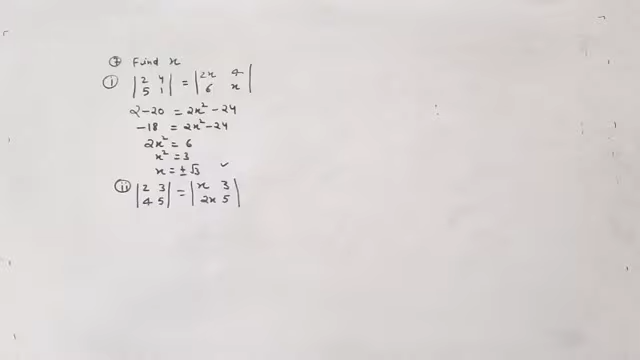 ⑦ Find x
ⓘ |2 4| = |2x 4|
|5 1| |6 x|
2-20 = 2x²-24
-18 = 2x²-24
2x² = 6
x² = 3
x = ±√3 ✓
ⅱ |2 3| = |x 3|
|4 5| |2x 5|